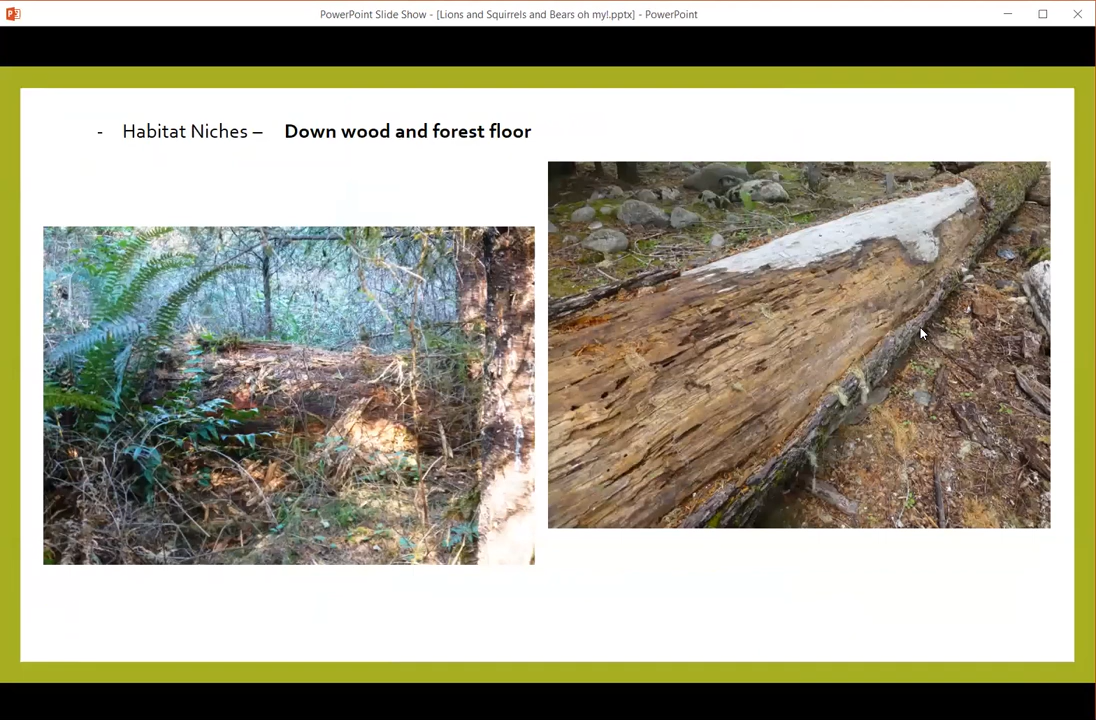 PowerPoint Slide Show - [Lions and Squirrels and Bears oh my!.pptx] - PowerPoint
- Habitat Niches – Down wood and forest floor